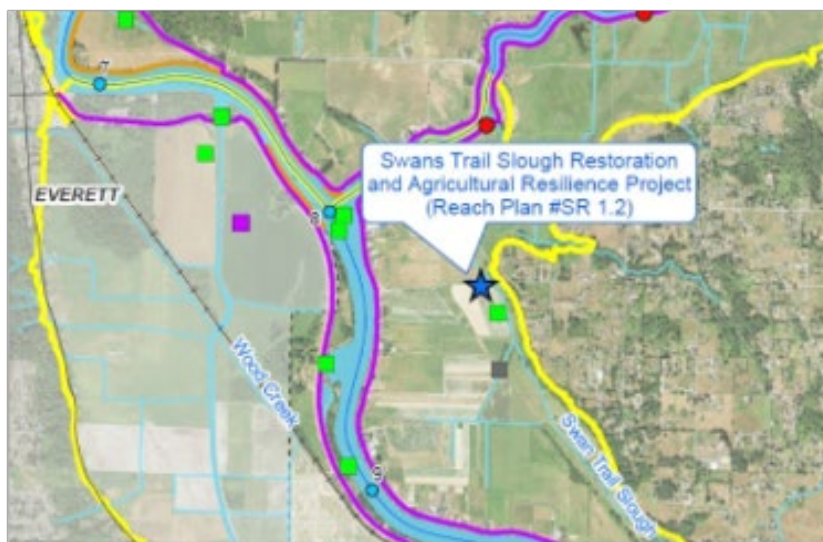 7
EVERETT
8
Swans Trail Slough Restoration
and Agricultural Resilience Project
(Reach Plan #SR 1.2)
Wood Creek
9
Swan Trail Slough